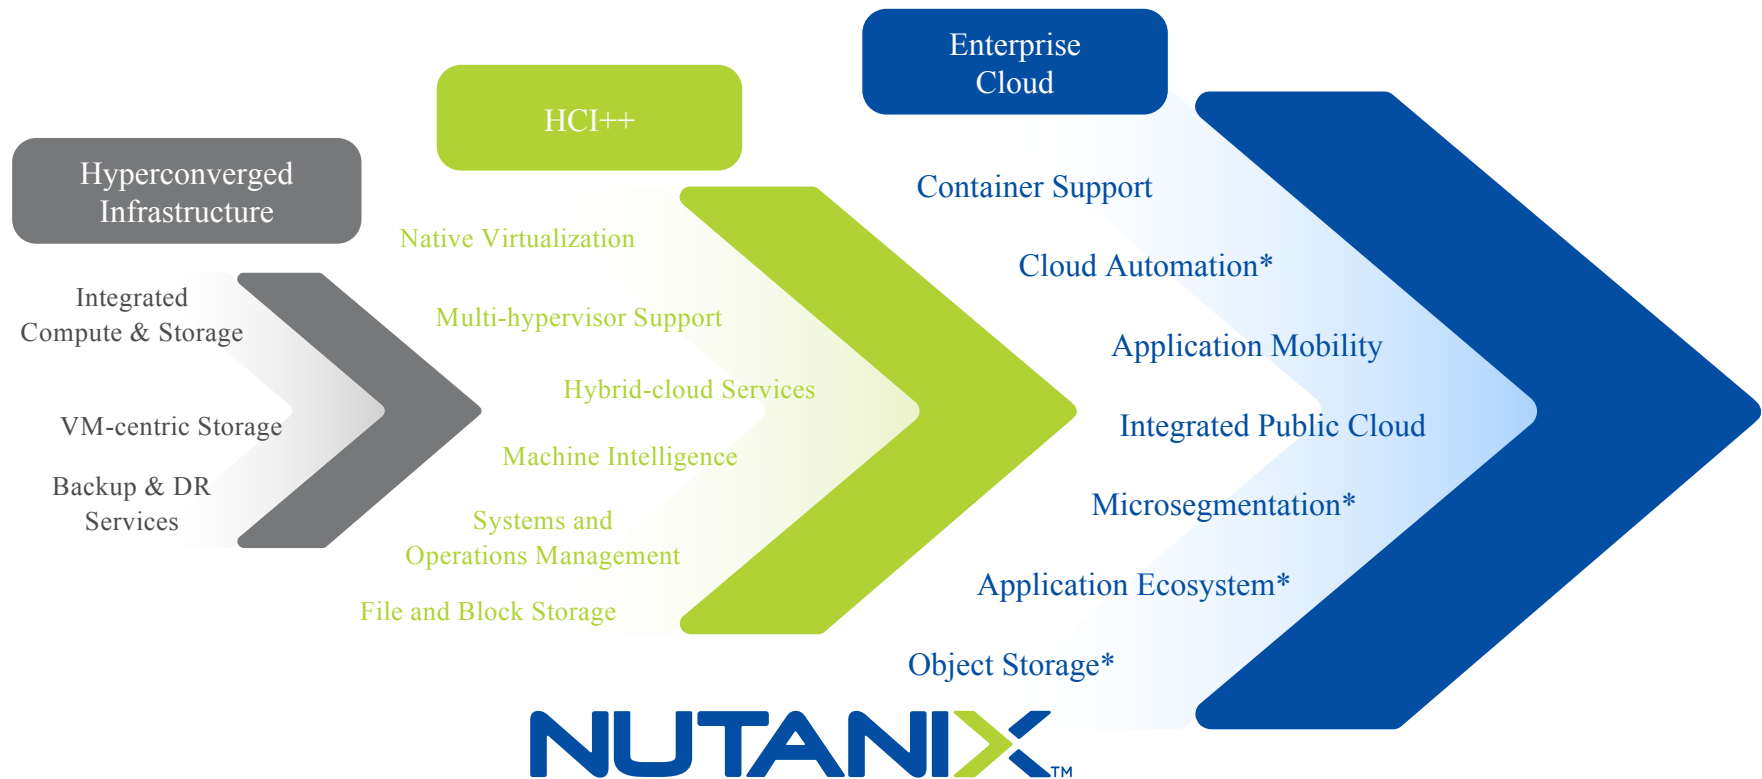 Hyperconverged
Infrastructure
Integrated
Compute & Storage
VM-centric Storage
Backup & DR
Services
HCI++
Native Virtualization
Multi-hypervisor Support
Hybrid-cloud Services
Machine Intelligence
Systems and
Operations Management
File and Block Storage
Enterprise
Cloud
Container Support
Cloud Automation*
Application Mobility
Integrated Public Cloud
Microsegmentation*
Application Ecosystem*
Object Storage*
NUTANIX™